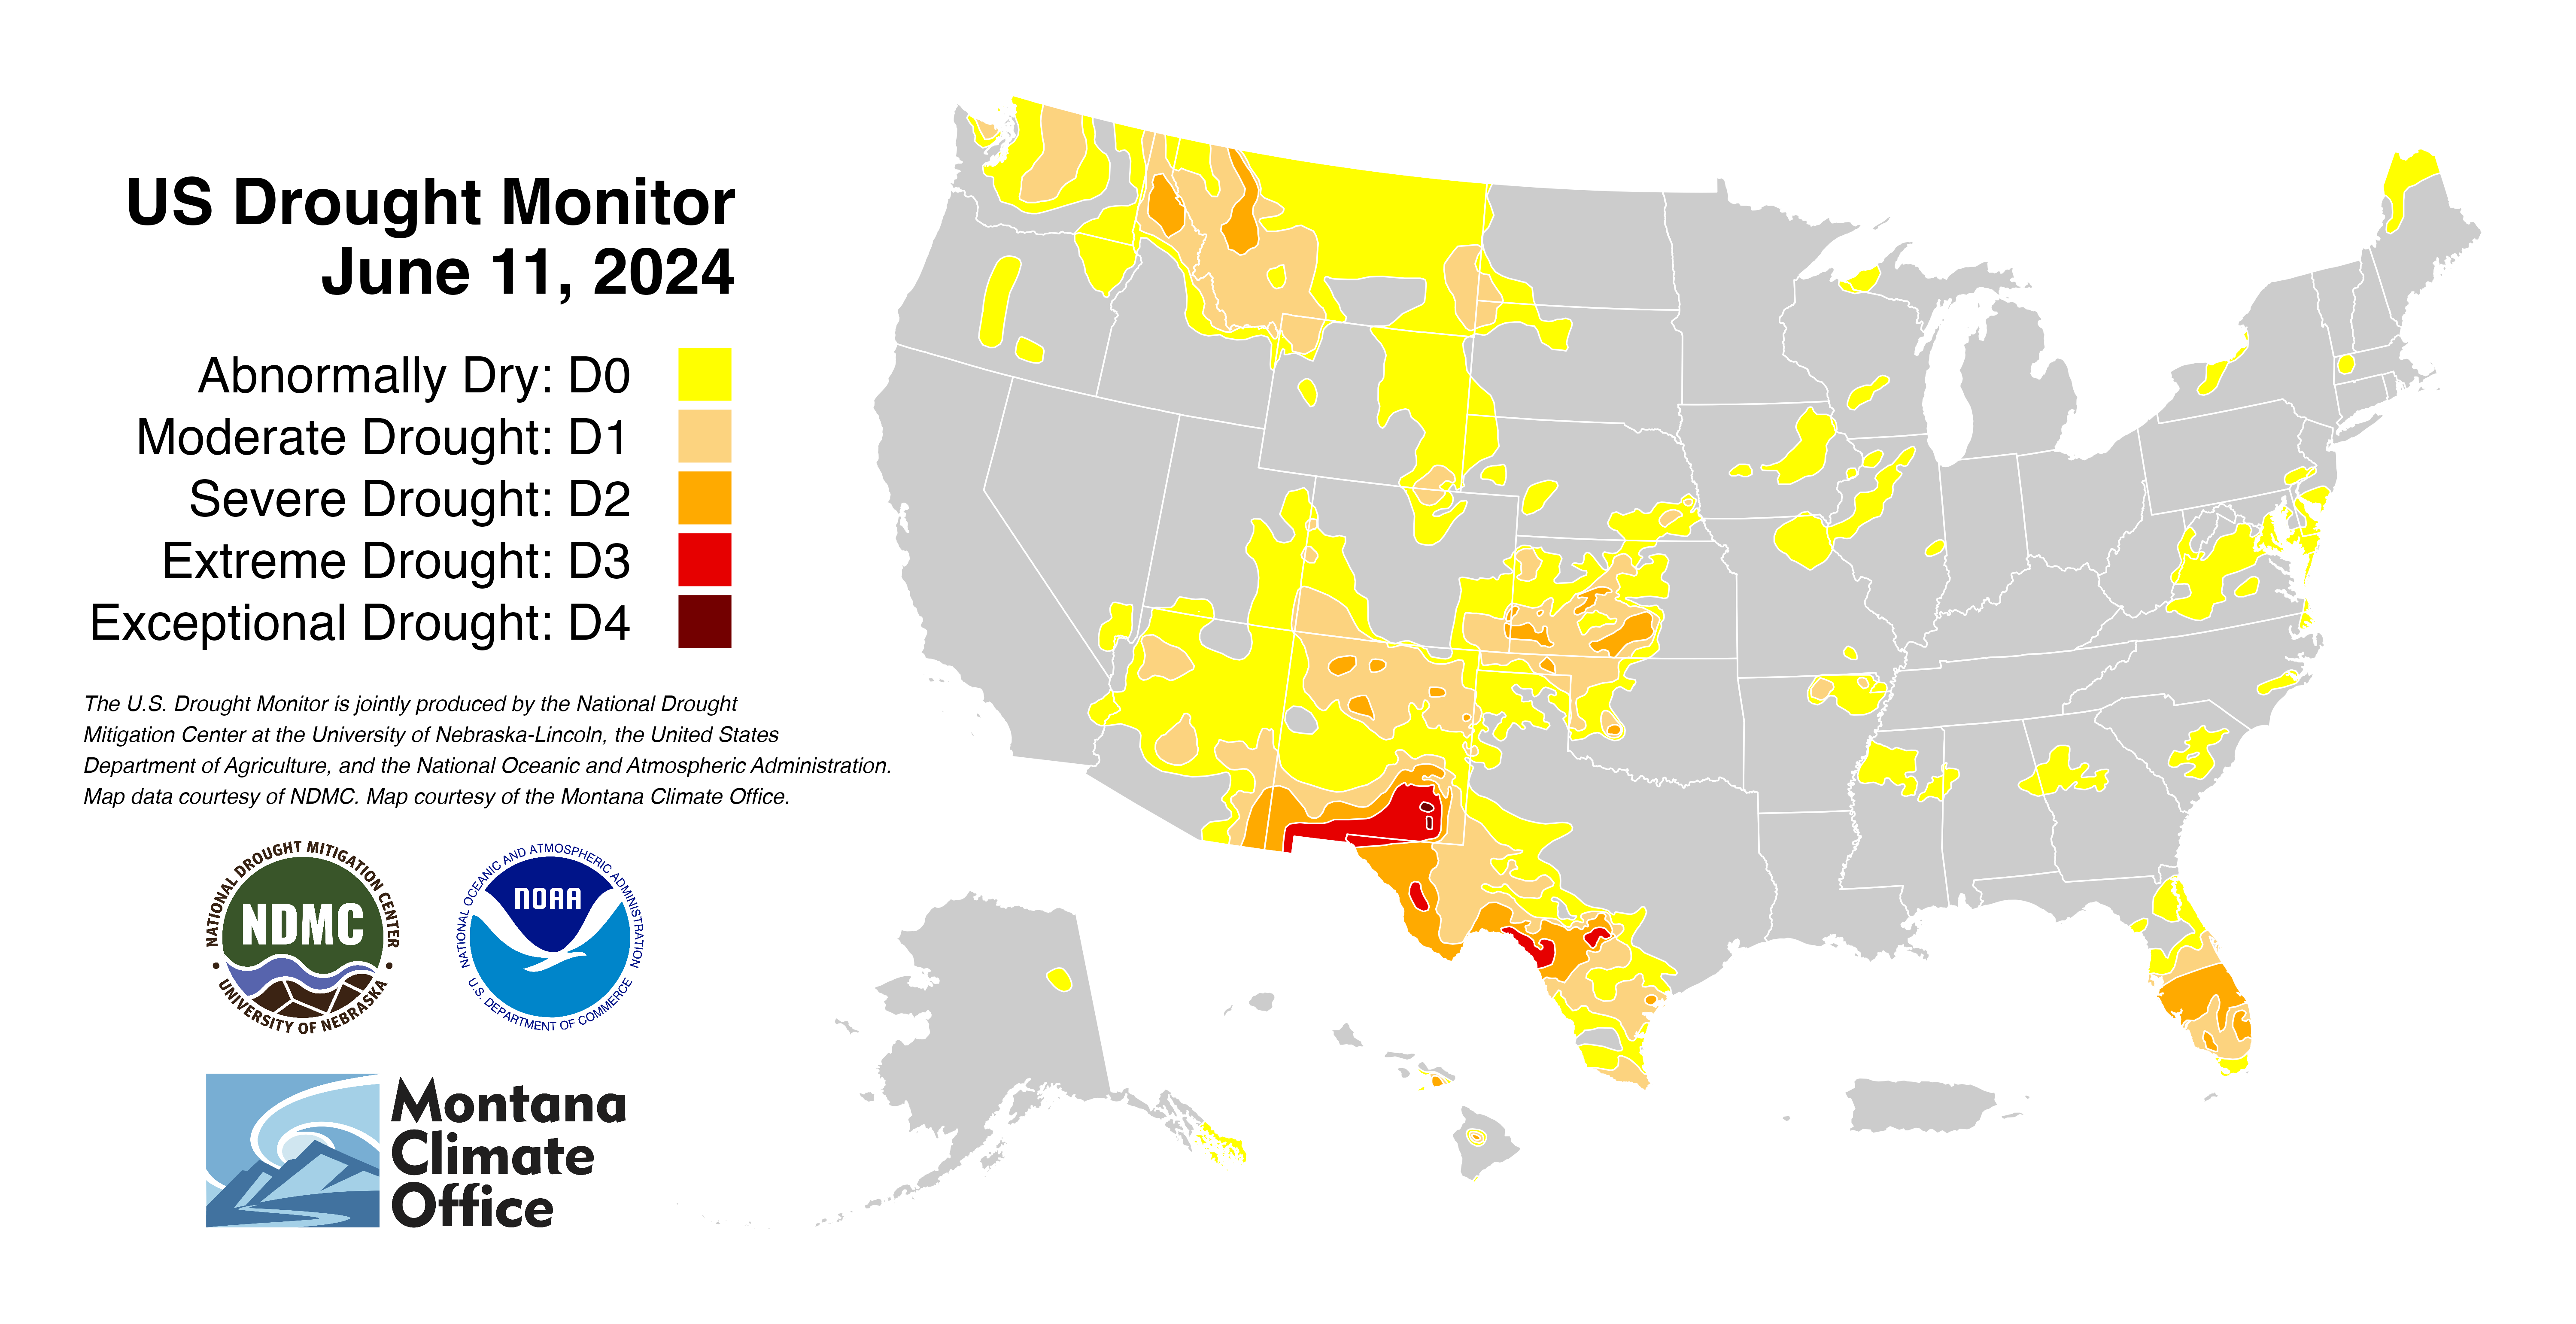 US Drought Monitor
June 11, 2024
Abnormally Dry: D0
Moderate Drought: D1
Severe Drought: D2
Extreme Drought: D3
Exceptional Drought: D4
The U.S. Drought Monitor is jointly produced by the National Drought
Mitigation Center at the University of Nebraska-Lincoln, the United States
Department of Agriculture, and the National Oceanic and Atmospheric Administration.
Map data courtesy of NDMC. Map courtesy of the Montana Climate Office.
NATIONAL DROUGHT MITIGATION CENTER
NDMC
UNIVERSITY OF NEBRASKA
NATIONAL OCEANIC AND ATMOSPHERIC ADMINISTRATION
NOAA
U.S. DEPARTMENT OF COMMERCE
Montana
Climate
Office